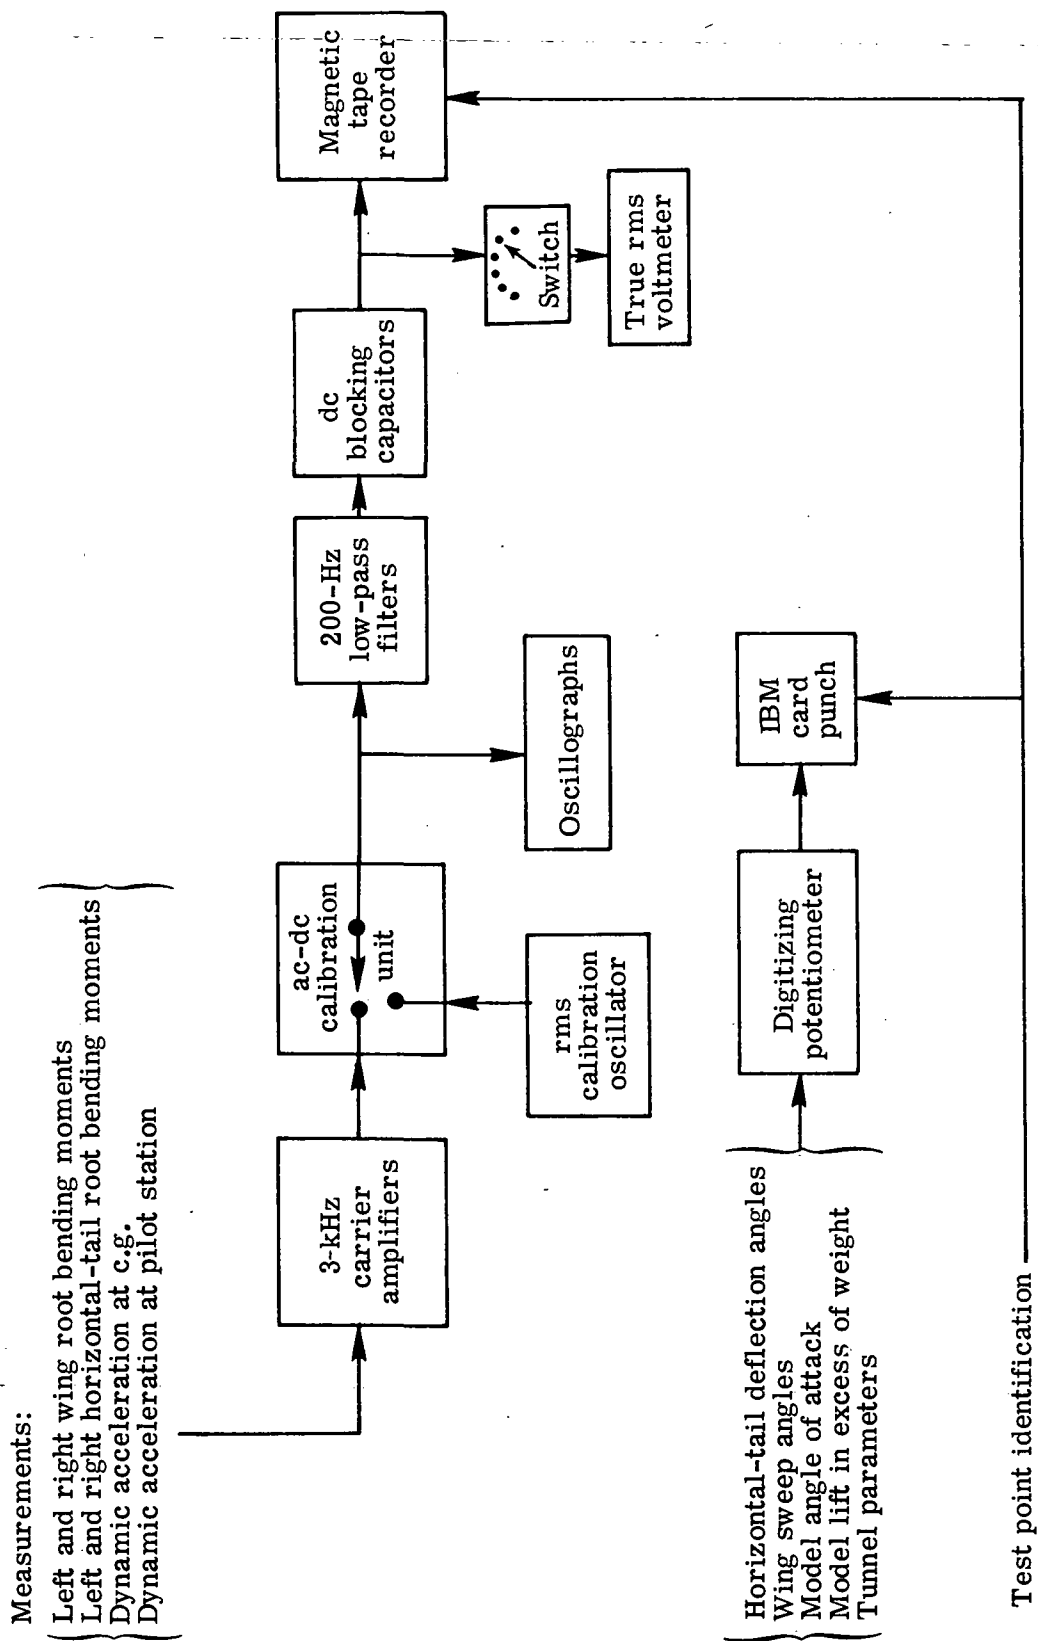 Measurements:
Left and right wing root bending moments
Left and right horizontal-tail root bending moments
Dynamic acceleration at c.g.
Dynamic acceleration at pilot station
3-kHz
carrier
amplifiers
ac-dc
calibration
unit
rms
calibration
oscillator
Oscillographs
200-Hz
low-pass
filters
dc
blocking
capacitors
Switch
True rms
voltmeter
Magnetic
tape
recorder
Horizontal-tail deflection angles
Wing sweep angles
Model angle of attack
Model lift in excess of weight
Tunnel parameters
Digitizing
potentiometer
IBM
card
punch
Test point identification